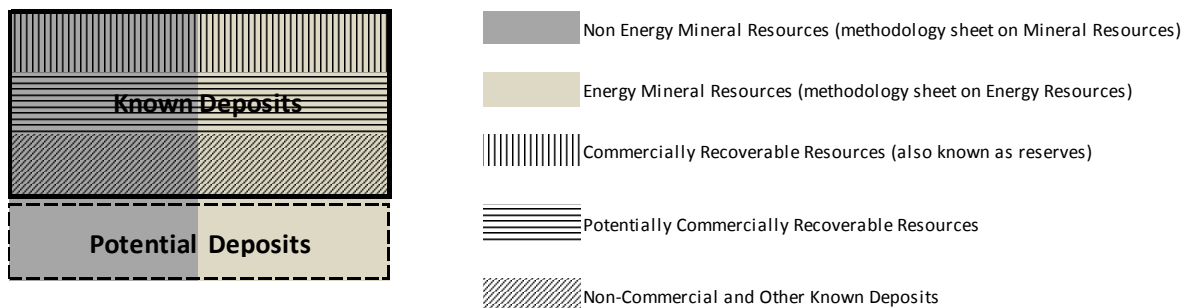 Known Deposits
Potential Deposits
Non Energy Mineral Resources (methodology sheet on Mineral Resources)
Energy Mineral Resources (methodology sheet on Energy Resources)
Commercially Recoverable Resources (also known as reserves)
Potentially Commercially Recoverable Resources
Non-Commercial and Other Known Deposits